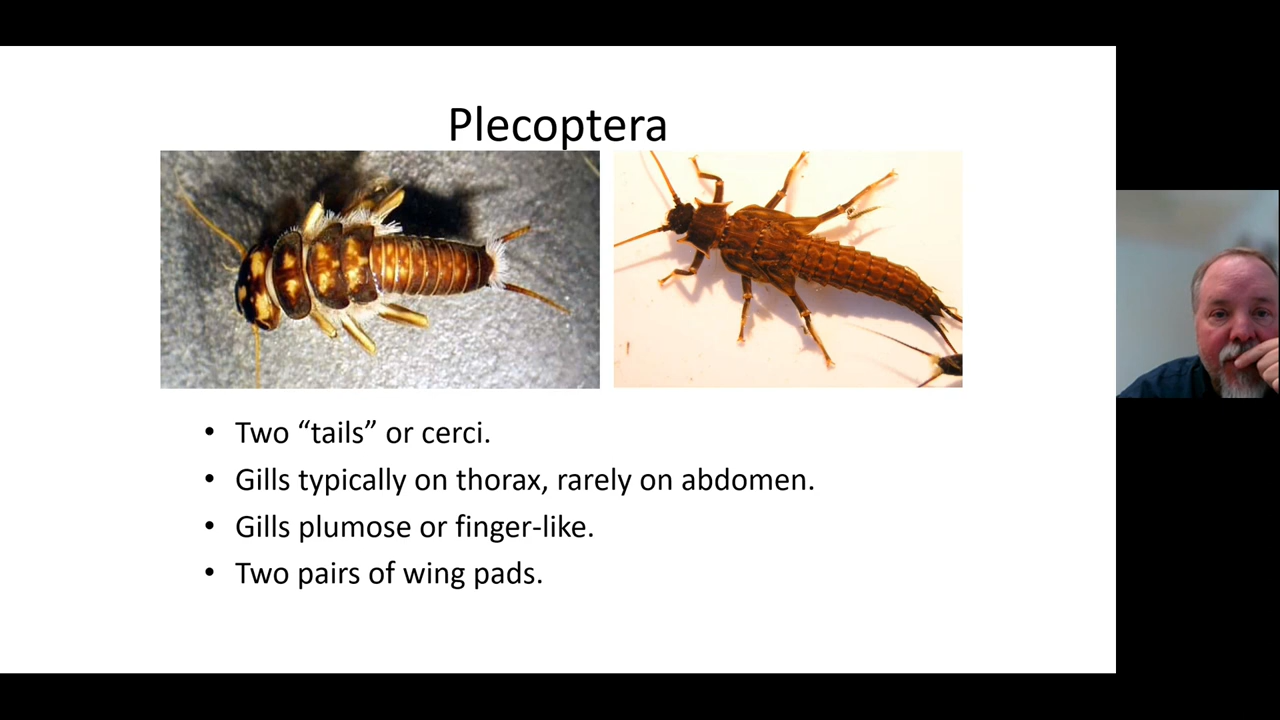 Plecoptera
• Two “tails” or cerci.
• Gills typically on thorax, rarely on abdomen.
• Gills plumose or finger-like.
• Two pairs of wing pads.